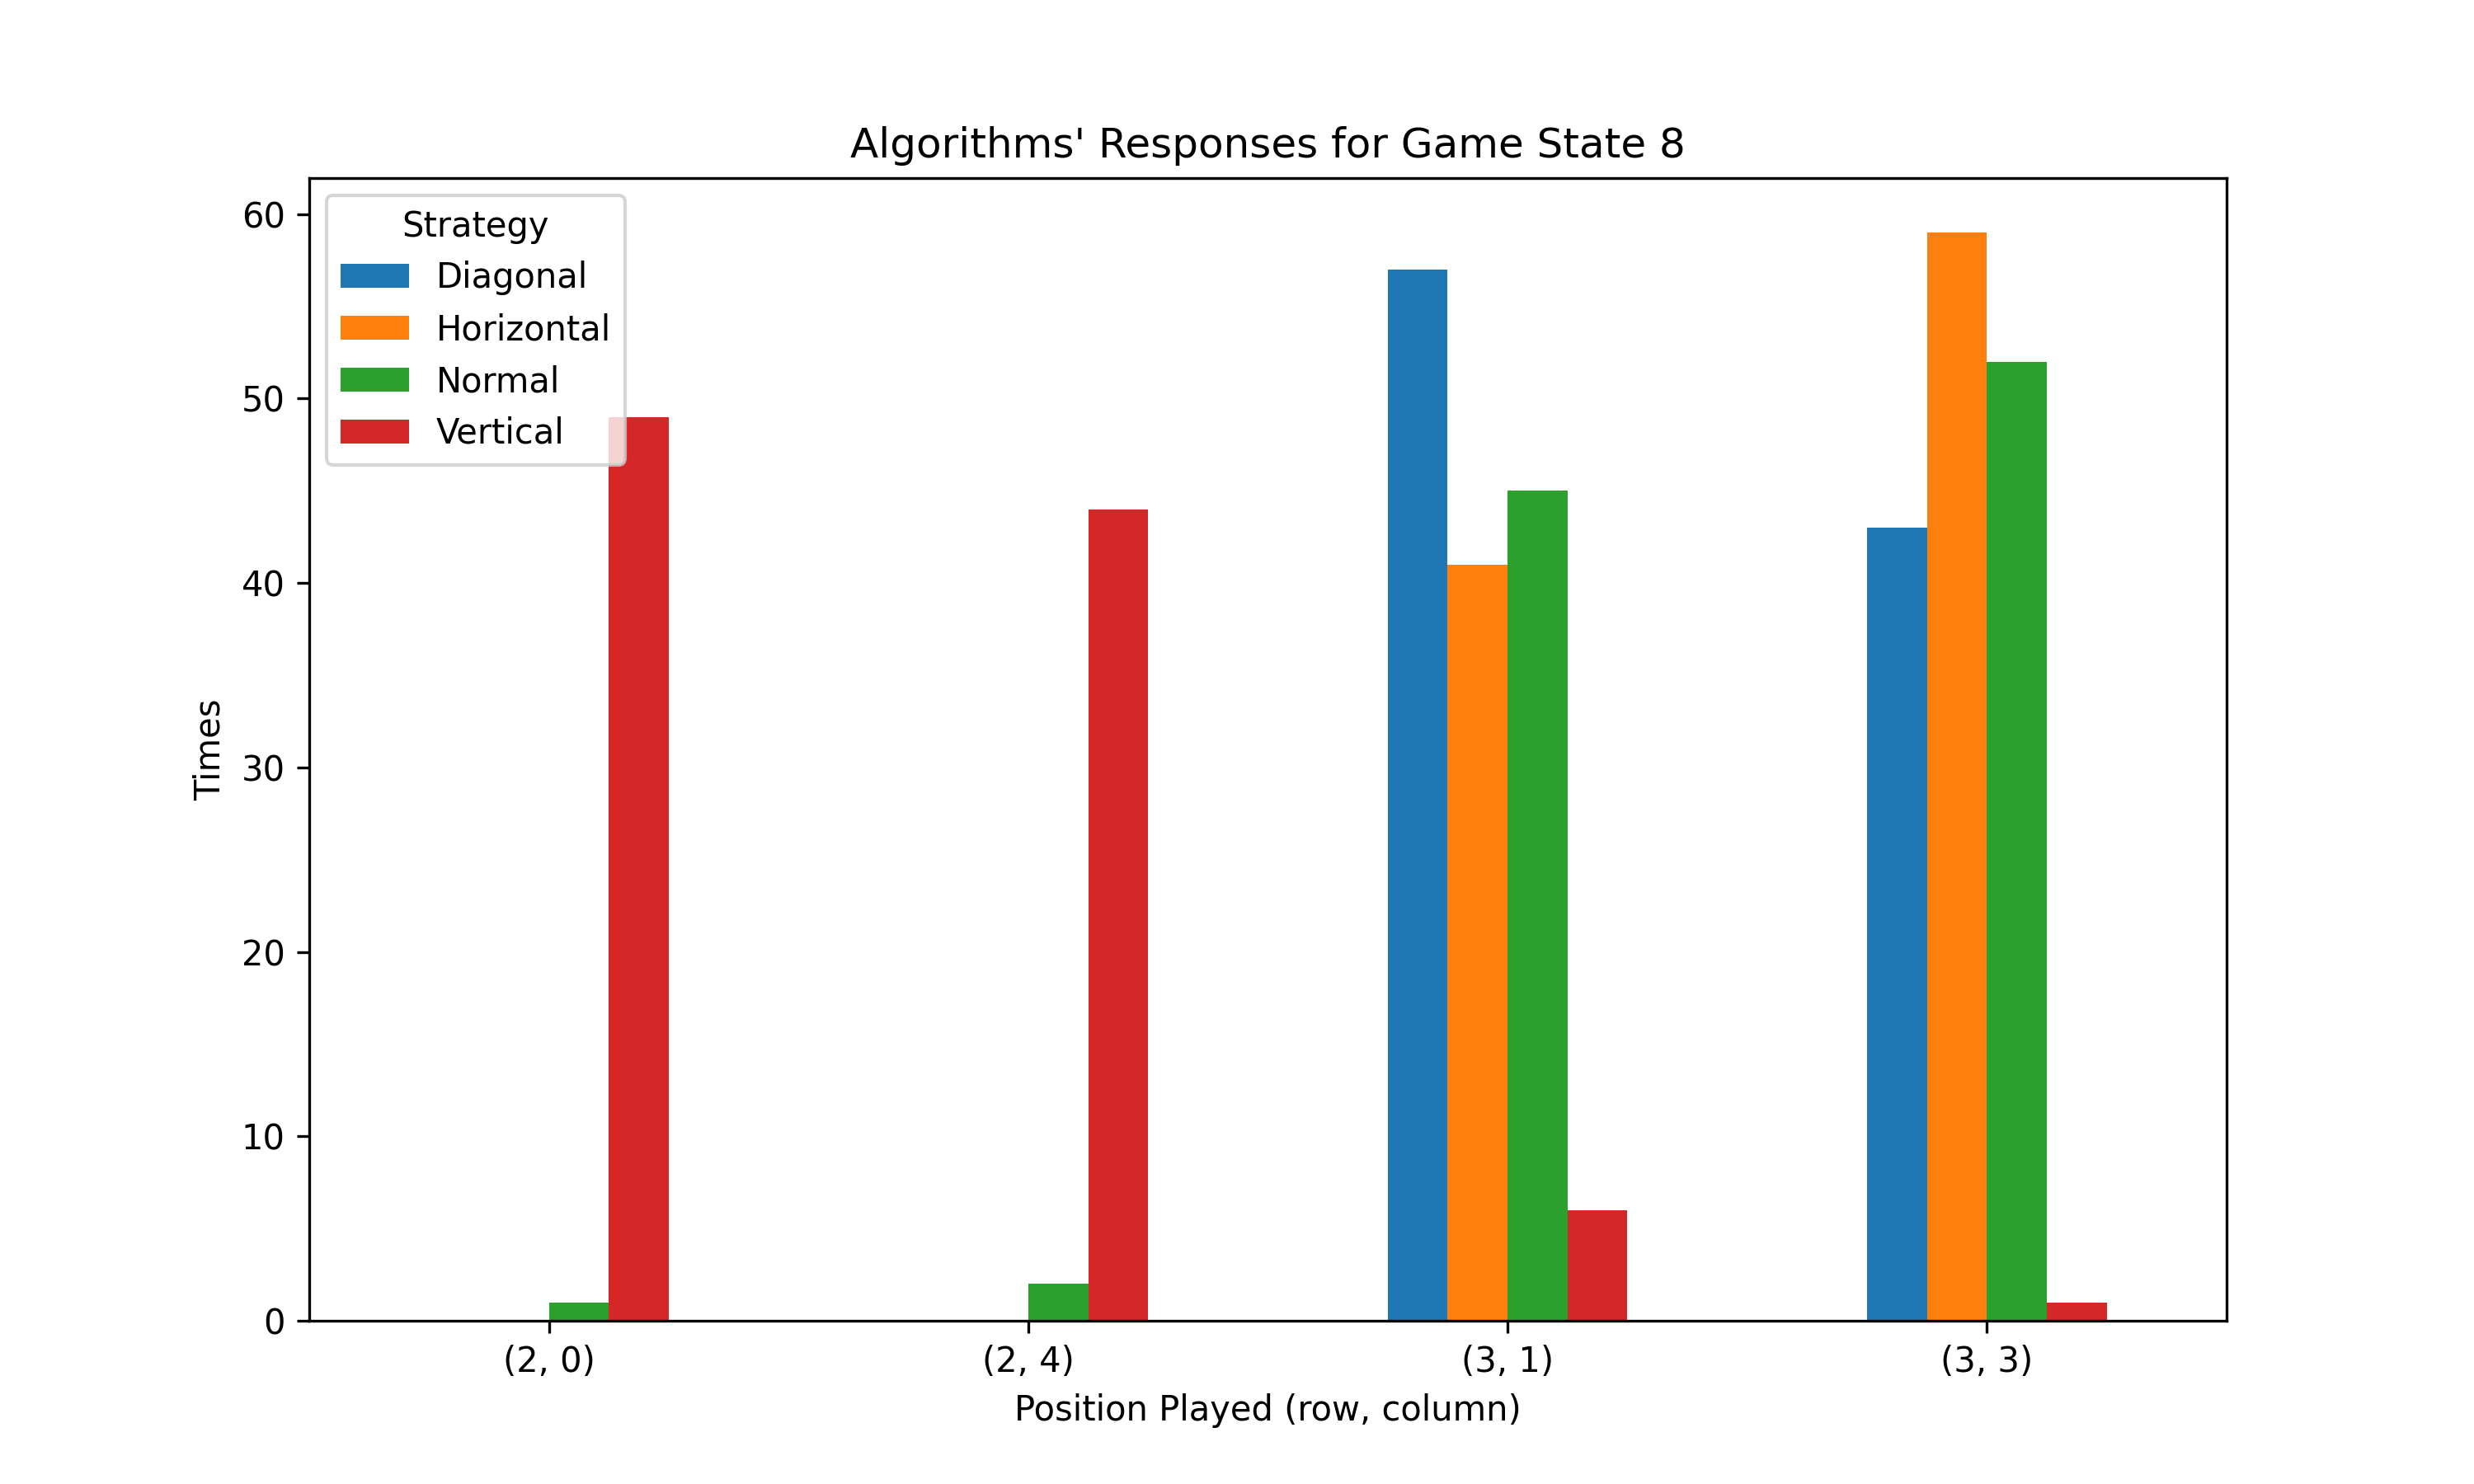 Algorithms' Responses for Game State 8
Strategy
Diagonal
Horizontal
Normal
Vertical
60
50
40
30
20
10
0
Times
(2, 0)
(2, 4)
(3, 1)
(3, 3)
Position Played (row, column)